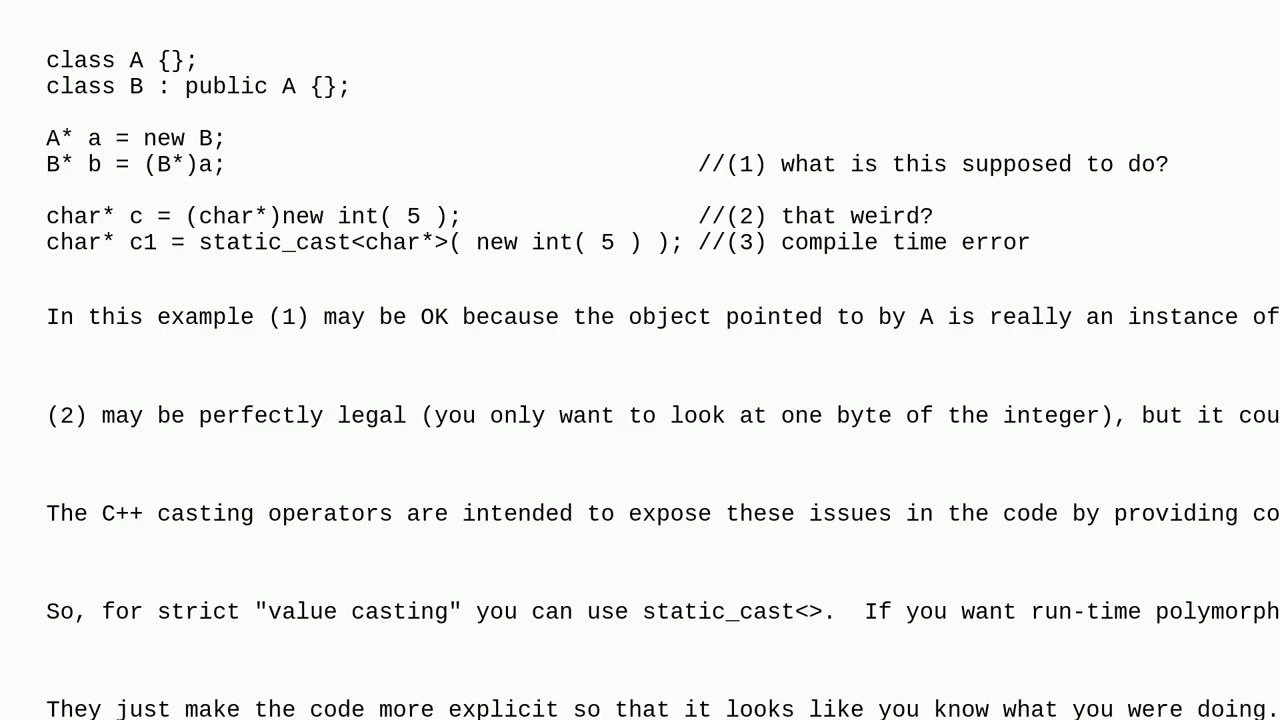 class A {};
class B : public A {};
A* a = new B;
B* b = (B*)a;                                  //(1) what is this supposed to do?
char* c = (char*)new int( 5 );                 //(2) that weird?
char* c1 = static_cast<char*>( new int( 5 ) ); //(3) compile time error
In this example (1) may be OK because the object pointed to by A is really an instance of
(2) may be perfectly legal (you only want to look at one byte of the integer), but it cou
The C++ casting operators are intended to expose these issues in the code by providing co
So, for strict "value casting" you can use static_cast<>.  If you want run-time polymorph
They just make the code more explicit so that it looks like you know what you were doing.